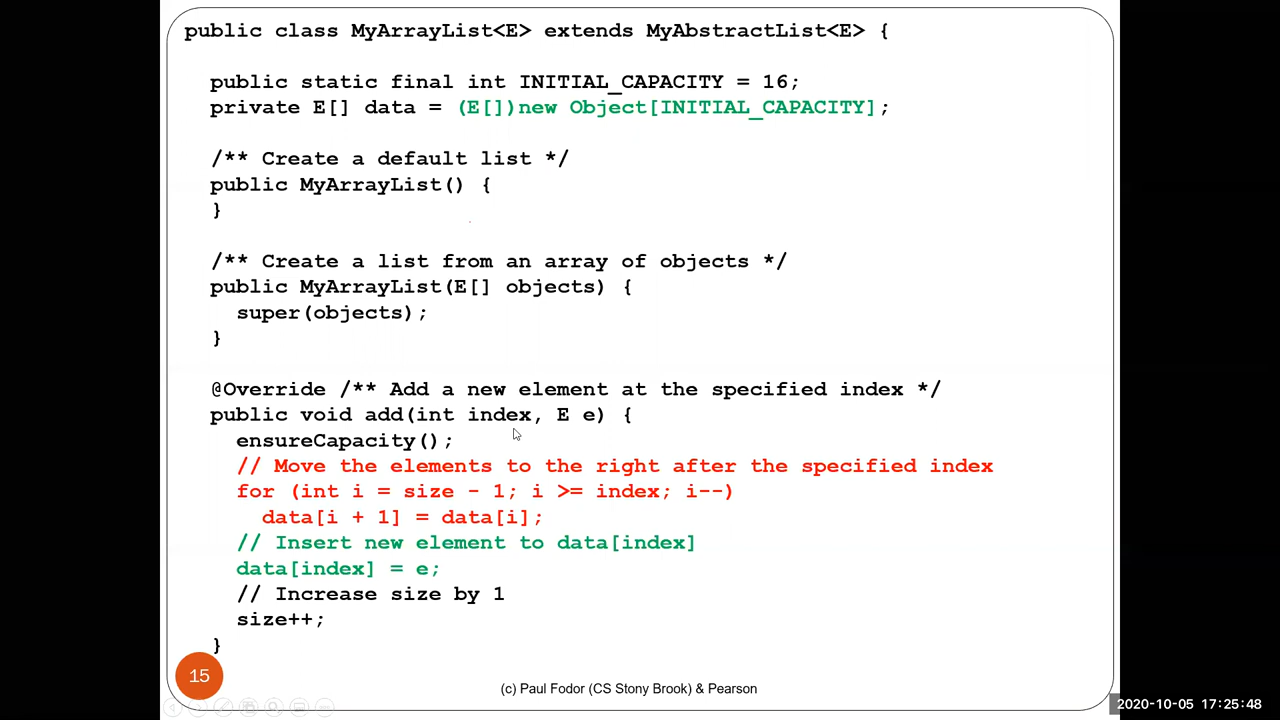 public class MyArrayList<E> extends MyAbstractList<E> {
public static final int INITIAL_CAPACITY = 16;
private E[] data = (E[])new Object[INITIAL_CAPACITY];
/** Create a default list */
public MyArrayList() {
}
/** Create a list from an array of objects */
public MyArrayList(E[] objects) {
super(objects);
}
@Override /** Add a new element at the specified index */
public void add(int index, E e) {
ensureCapacity();
// Move the elements to the right after the specified index
for (int i = size - 1; i >= index; i--)
data[i + 1] = data[i];
// Insert new element to data[index]
data[index] = e;
// Increase size by 1
size++;
}
15
(c) Paul Fodor (CS Stony Brook) & Pearson
2020-10-05 17:25:48